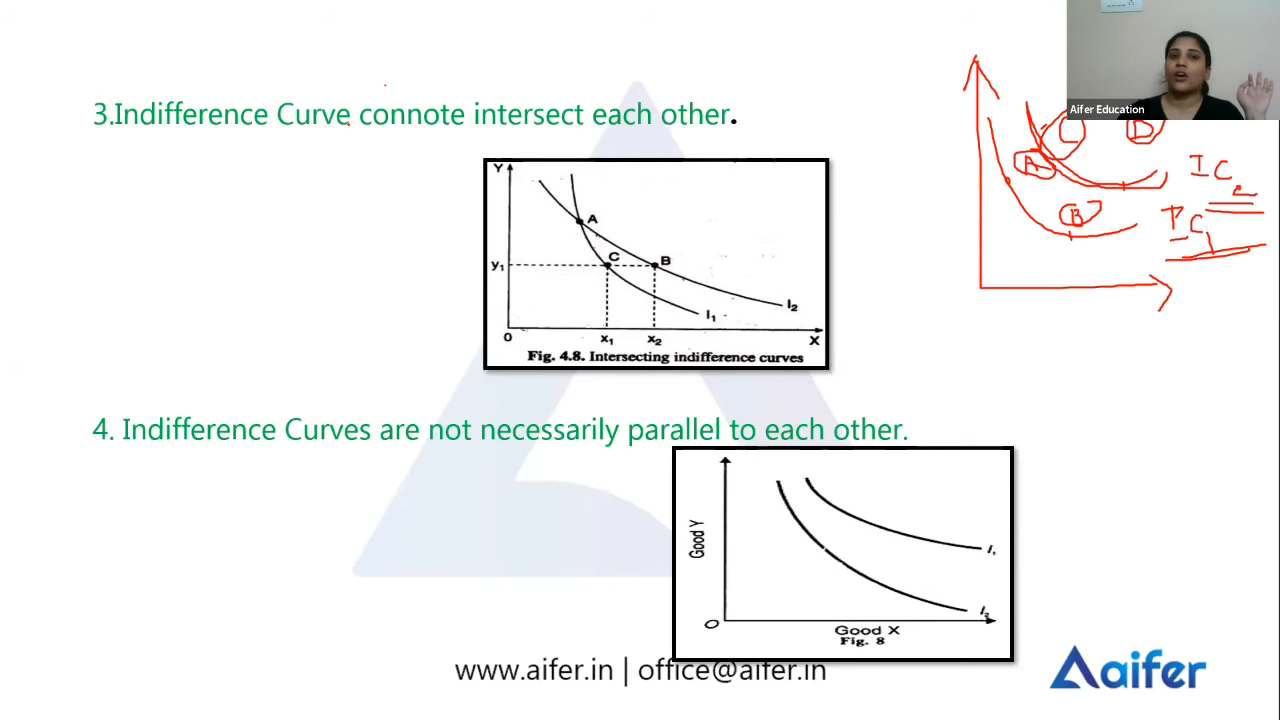 Aifer Education
3.Indifference Curve connote intersect each other.
C
D
A
B
IC
IC
Y
A
C
B
y₁
I₁
I₂
0
x₁
x₂
X
Fig. 4.8. Intersecting indifference curves
4. Indifference Curves are not necessarily parallel to each other.
Good Y
I₁
I₂
O
Good X
Fig. 8
www.aifer.in | office@aifer.in
aifer